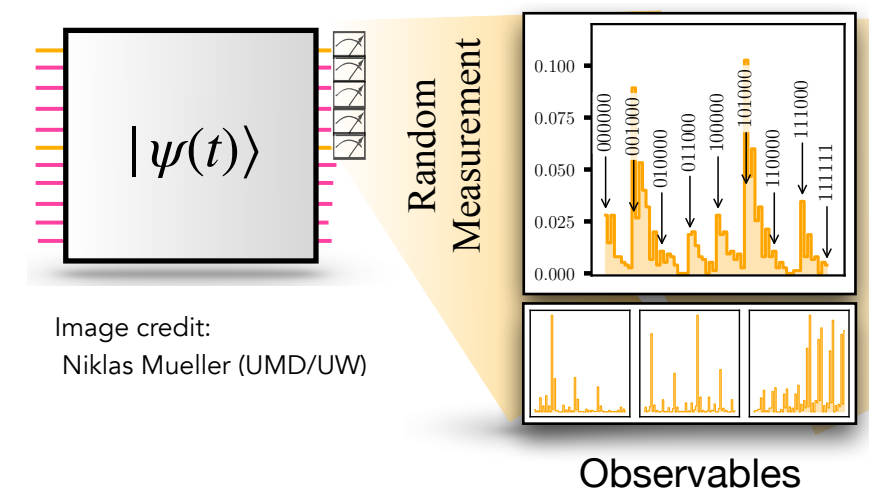 |ψ(t)⟩
Image credit:
Niklas Mueller (UMD/UW)
Random
Measurement
0.100
0.075
0.050
0.025
0.000
000000
001000
010000
011000
100000
101000
110000
111000
111111
Observables